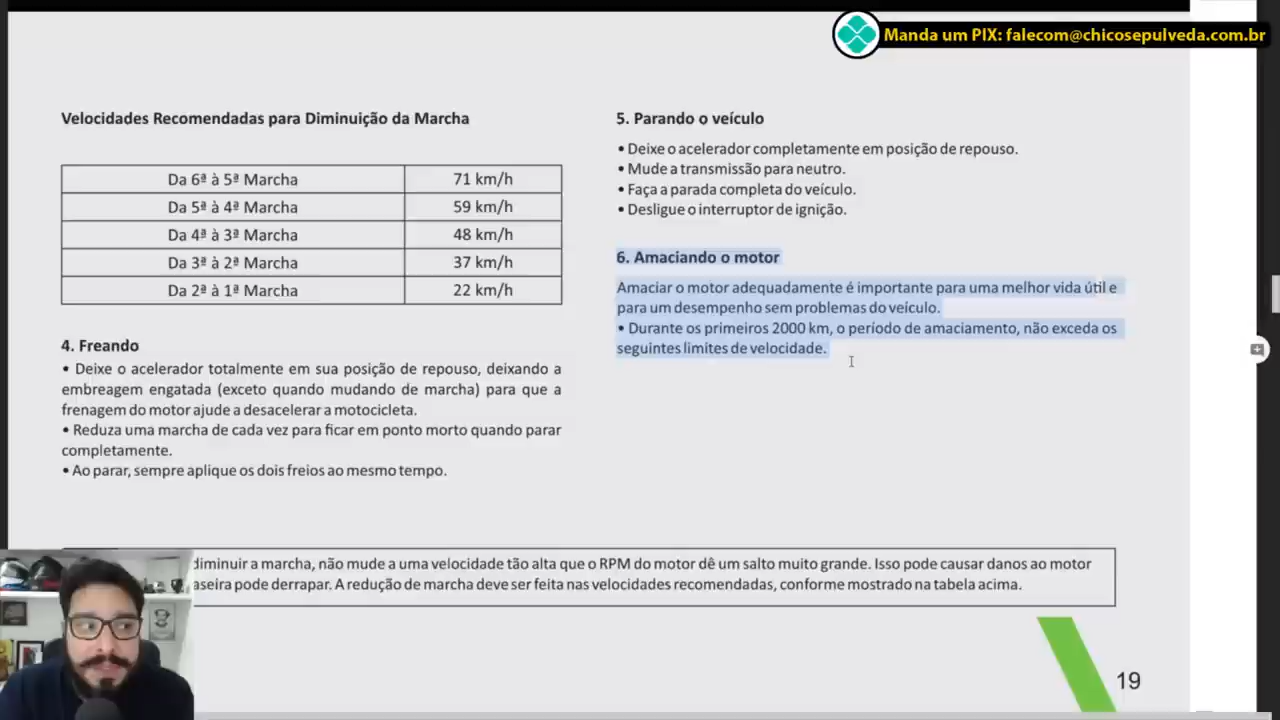 Manda um PIX: falecom@chicosepulveda.com.br
Velocidades Recomendadas para Diminuição da Marcha
Da 6ª à 5ª Marcha 71 km/h
Da 5ª à 4ª Marcha 59 km/h
Da 4ª à 3ª Marcha 48 km/h
Da 3ª à 2ª Marcha 37 km/h
Da 2ª à 1ª Marcha 22 km/h
4. Freando
• Deixe o acelerador totalmente em sua posição de repouso, deixando a
embreagem engatada (exceto quando mudando de marcha) para que a
frenagem do motor ajude a desacelerar a motocicleta.
• Reduza uma marcha de cada vez para ficar em ponto morto quando parar
completamente.
• Ao parar, sempre aplique os dois freios ao mesmo tempo.
5. Parando o veículo
• Deixe o acelerador completamente em posição de repouso.
• Mude a transmissão para neutro.
• Faça a parada completa do veículo.
• Desligue o interruptor de ignição.
6. Amaciando o motor
Amaciar o motor adequadamente é importante para uma melhor vida útil e
para um desempenho sem problemas do veículo.
• Durante os primeiros 2000 km, o período de amaciamento, não exceda os
seguintes limites de velocidade.
diminuir a marcha, não mude a uma velocidade tão alta que o RPM do motor dê um salto muito grande. Isso pode causar danos ao motor
aseira pode derrapar. A redução de marcha deve ser feita nas velocidades recomendadas, conforme mostrado na tabela acima.
19